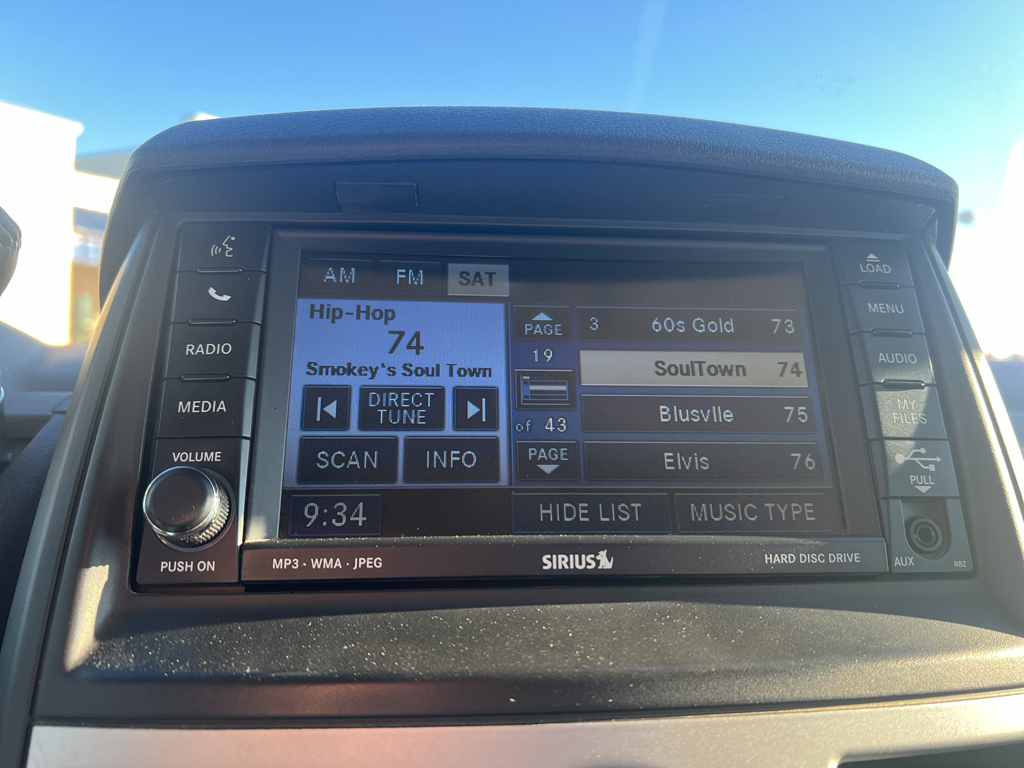 AM FM SAT
Hip-Hop
74
Smokey's Soul Town
DIRECT
TUNE
SCAN INFO
9:34
PAGE
19
of 43
PAGE
3 60s Gold 73
SoulTown 74
Blusvlle 75
Elvis 76
HIDE LIST MUSIC TYPE
RADIO
MEDIA
VOLUME
PUSH ON
LOAD
MENU
AUDIO
MY
FILES
PULL
AUX
RBZ
MP3 · WMA · JPEG
SIRIUS
HARD DISC DRIVE